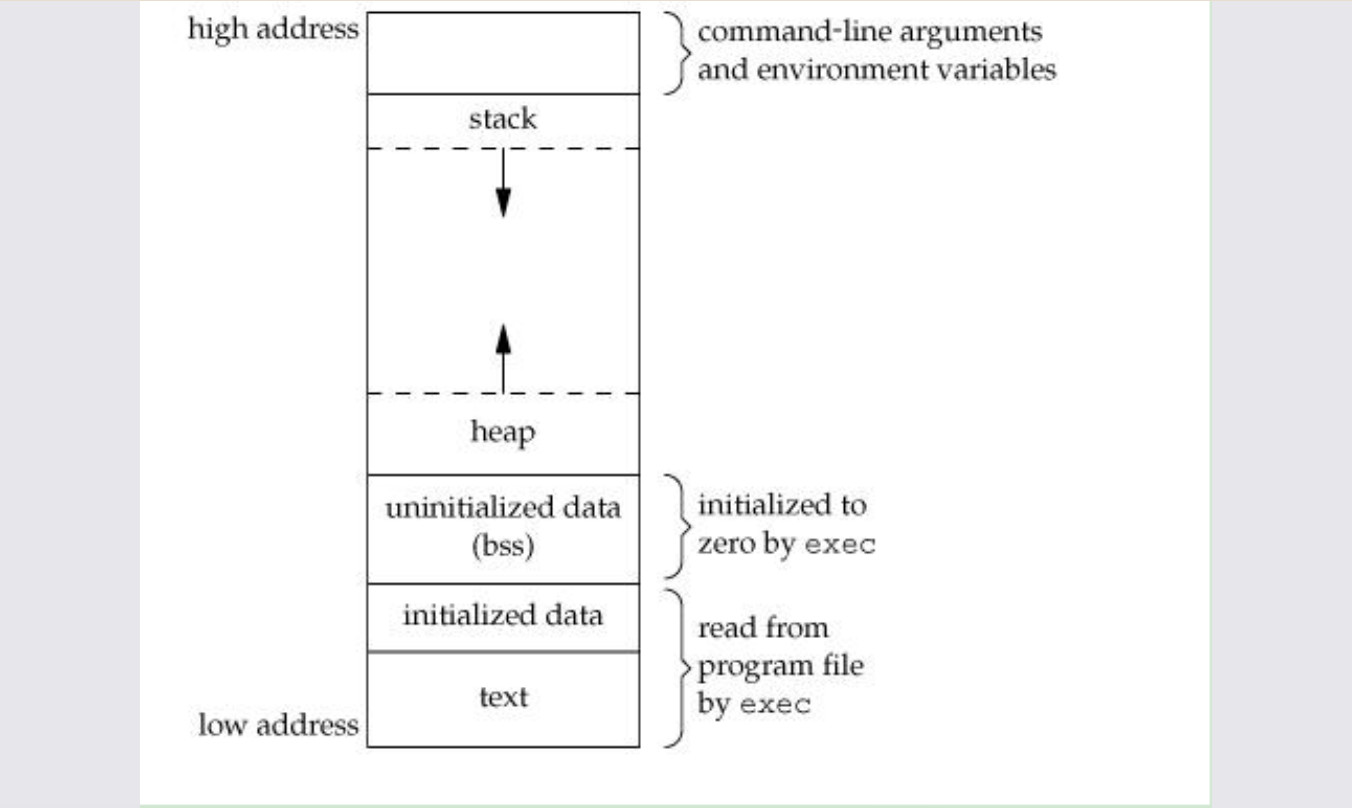 high address
command-line arguments
and environment variables
stack
heap
uninitialized data
(bss)
initialized to
zero by exec
initialized data
read from
program file
by exec
text
low address